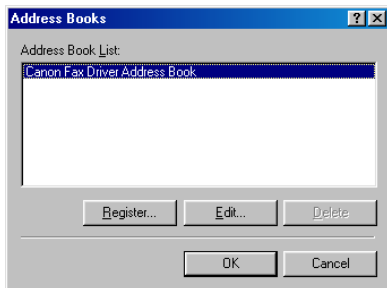 Address Books
Address Book List:
Canon Fax Driver Address Book
Register... Edit... Delete
OK Cancel